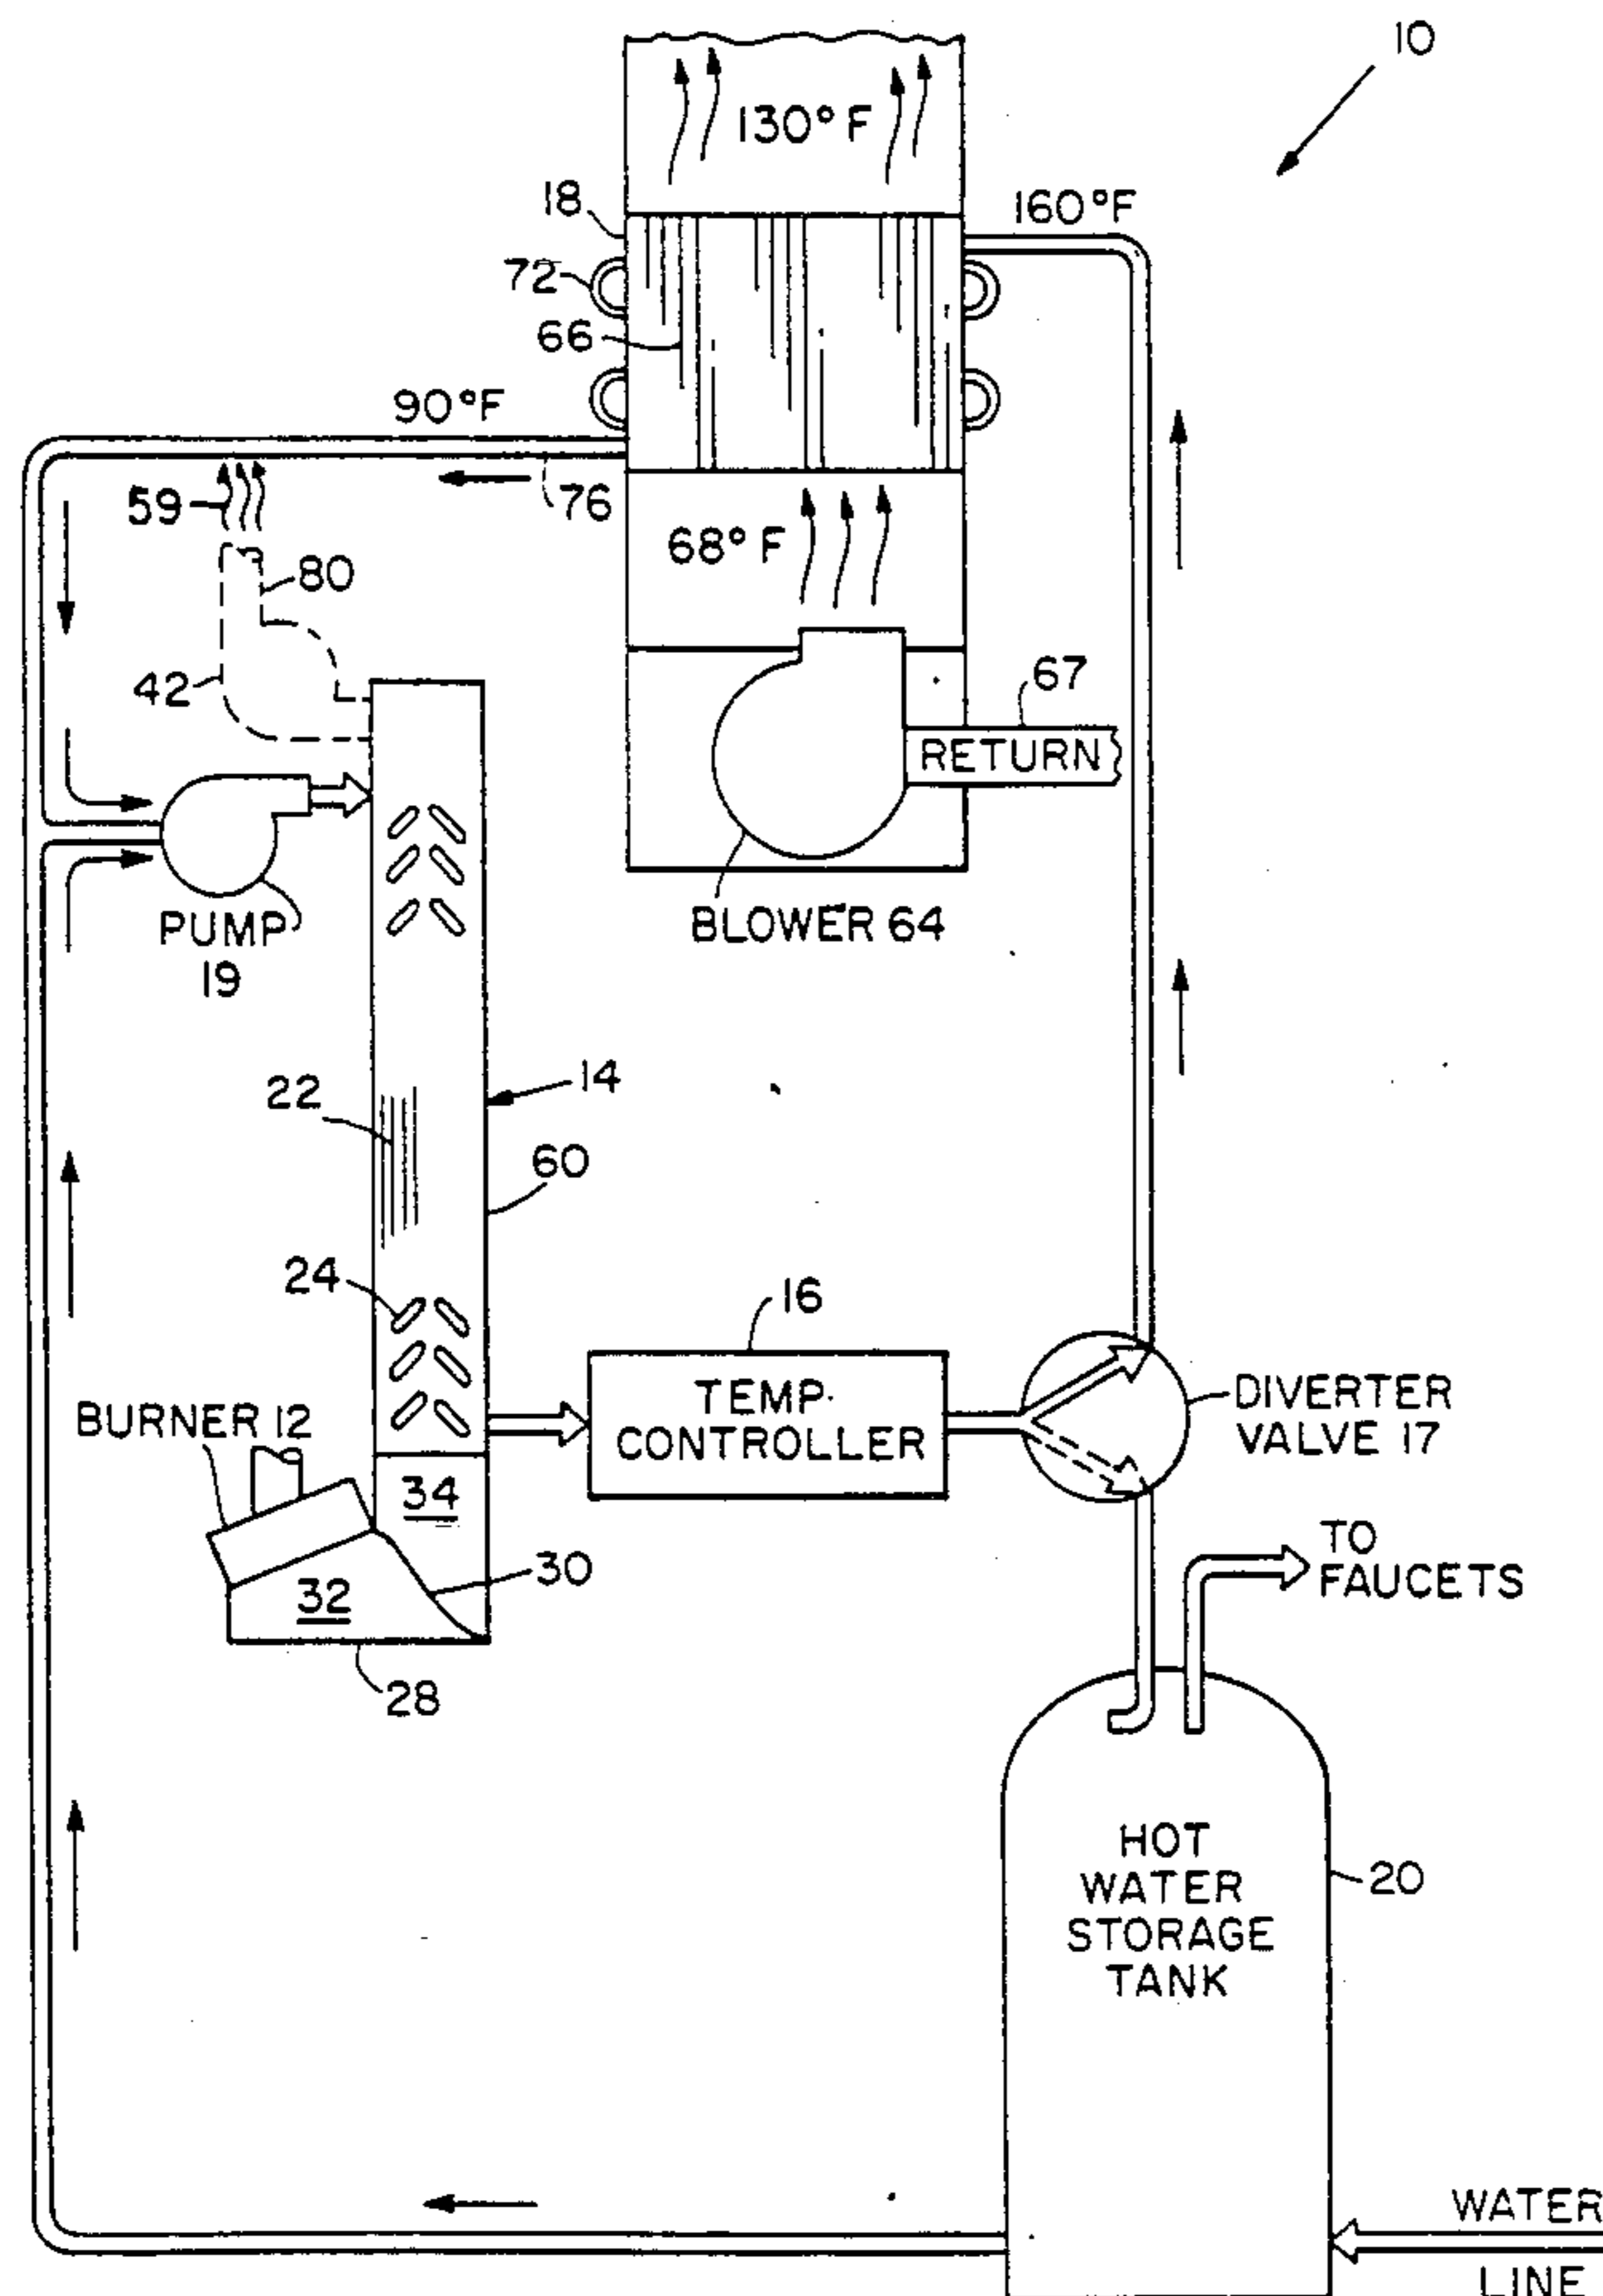 10
130°F
18
160°F
72
66
90°F
59
76
68°F
80
42
67
RETURN
PUMP
19
BLOWER 64
22
14
60
24
16
TEMP.
CONTROLLER
DIVERTER
VALVE 17
BURNER 12
34
30
32
28
TO
FAUCETS
HOT
WATER
STORAGE
TANK
20
WATER
LINE